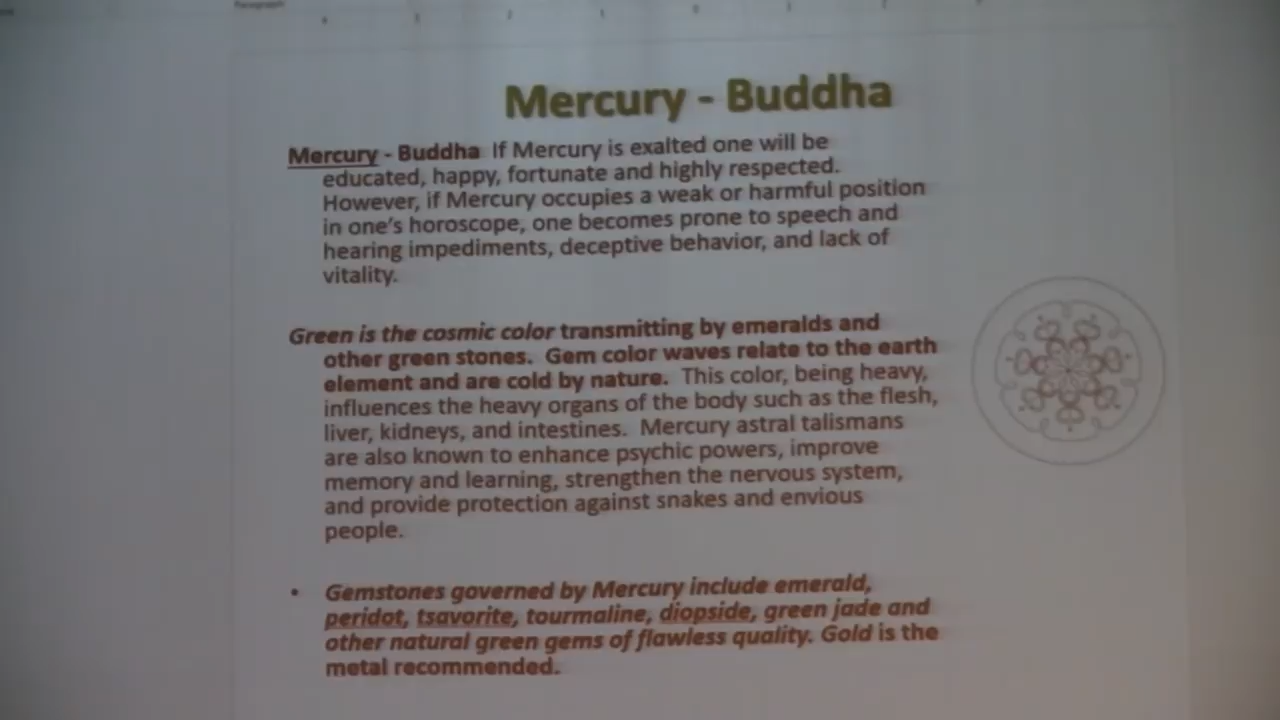 Paragraph
Mercury - Buddha
Mercury - Buddha If Mercury is exalted one will be
educated, happy, fortunate and highly respected.
However, if Mercury occupies a weak or harmful position
in one's horoscope, one becomes prone to speech and
hearing impediments, deceptive behavior, and lack of
vitality.
Green is the cosmic color transmitting by emeralds and
other green stones. Gem color waves relate to the earth
element and are cold by nature. This color, being heavy,
influences the heavy organs of the body such as the flesh,
liver, kidneys, and intestines. Mercury astral talismans
are also known to enhance psychic powers, improve
memory and learning, strengthen the nervous system,
and provide protection against snakes and envious
people.
• Gemstones governed by Mercury include emerald,
peridot, tsavorite, tourmaline, diopside, green jade and
other natural green gems of flawless quality. Gold is the
metal recommended.